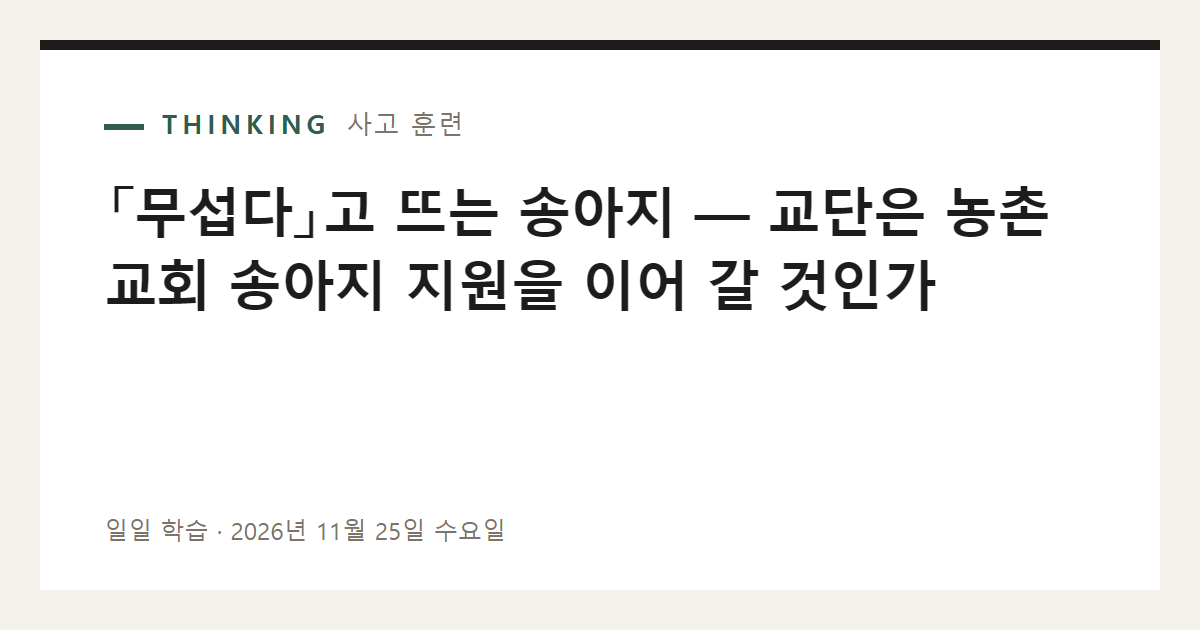 THINKING 사고 훈련
「무섭다」고 뜨는 송아지 — 교단은 농촌
교회 송아지 지원을 이어 갈 것인가
일일 학습 · 2026년 11월 25일 수요일